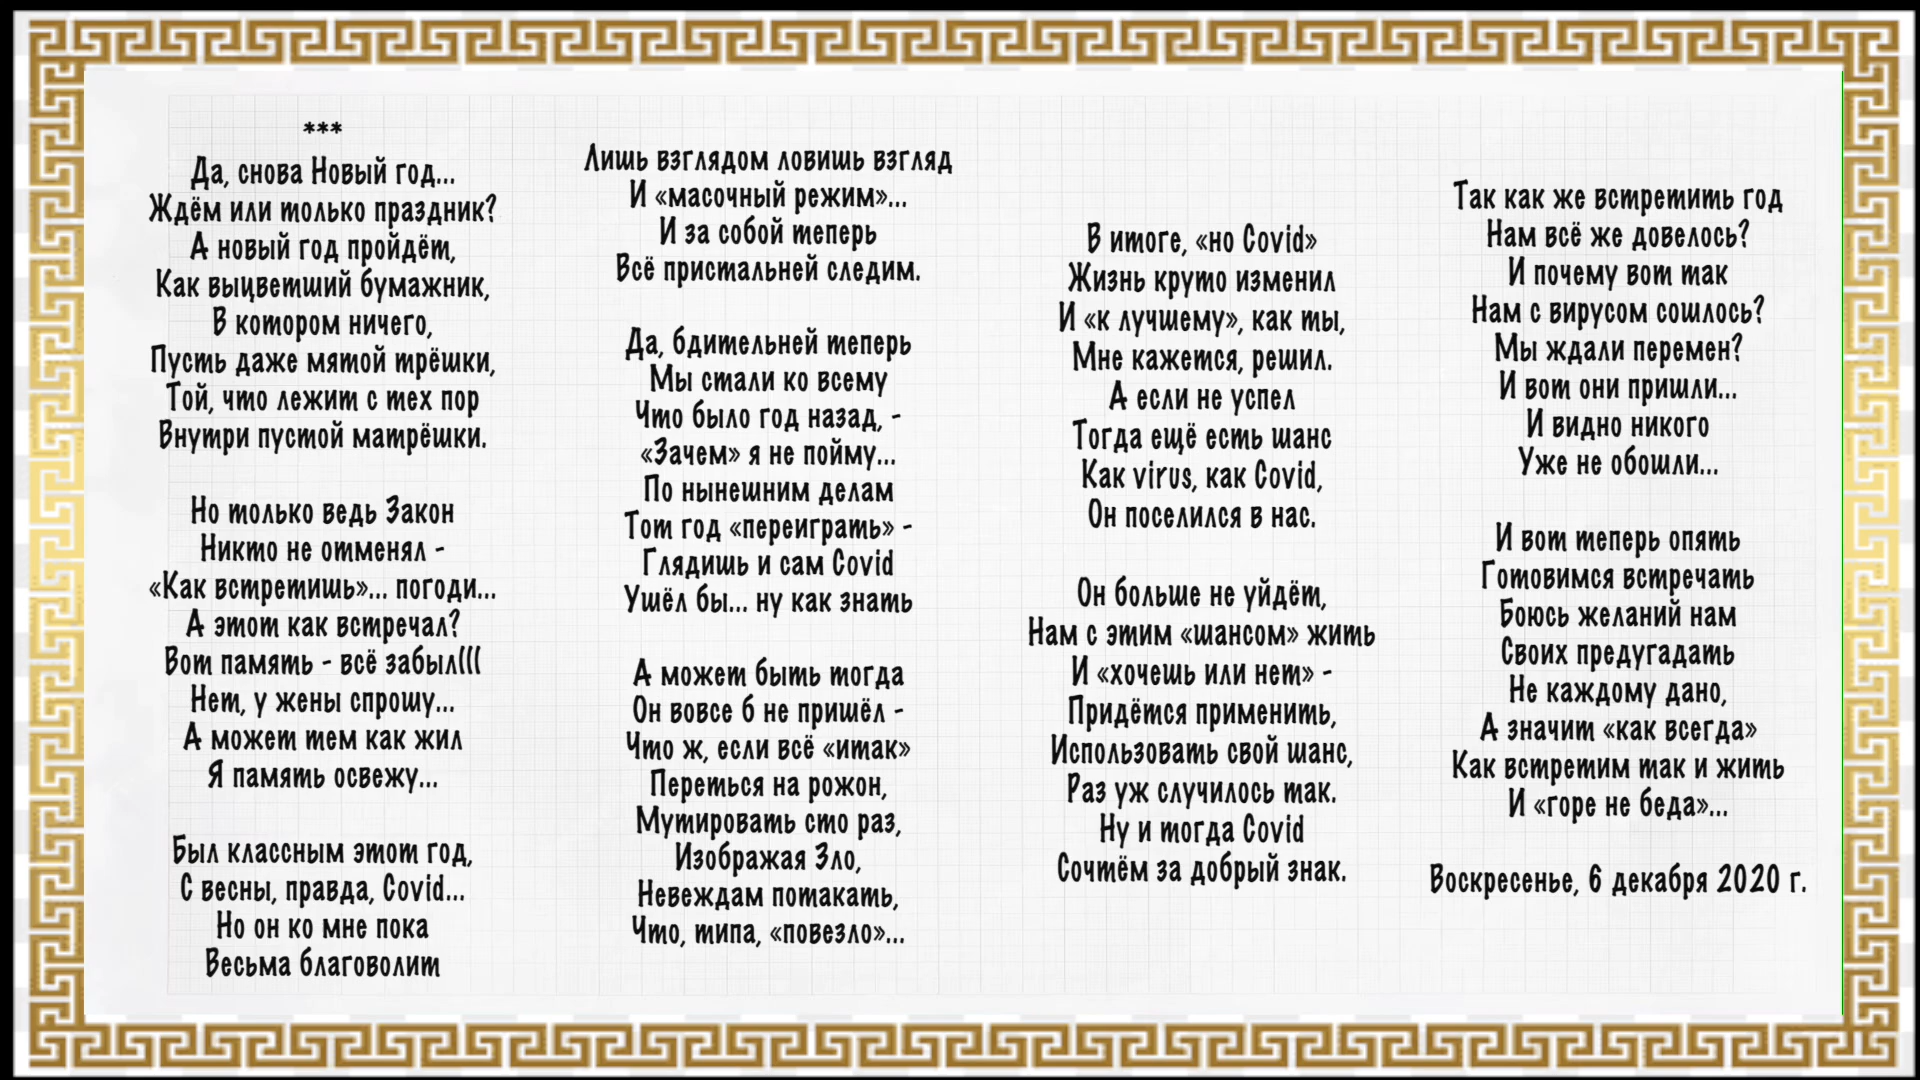 ***
Да, снова Новый год...
Ждём или только праздник?
А новый год пройдёт,
Как выцветший бумажник,
В котором ничего,
Пусть даже мятой трёшки,
Той, что лежит с тех пор
Внутри пустой матрёшки.
Но только ведь Закон
Никто не отменял -
«Как встретишь»... погоди...
А этот как встречал?
Вот память - всё забыл(((
Нет, у жены спрошу...
А может тем как жил
Я память освежу...
Был классным этот год,
С весны, правда, Covid...
Но он ко мне пока
Весьма благоволит
Лишь взглядом ловишь взгляд
И «масочный режим»...
И за собой теперь
Всё пристальней следим.
Да, бдительней теперь
Мы стали ко всему
Что было год назад, -
«Зачем» я не пойму...
По нынешним делам
Тот год «переиграть» -
Глядишь и сам Covid
Ушёл бы... ну как знать
А может быть тогда
Он вовсе б не пришёл -
Что ж, если всё «итак»
Переться на рожон,
Мутировать сто раз,
Изображая Зло,
Невеждам потакать,
Что, типа, «повезло»...
В итоге, «но Covid»
Жизнь круто изменил
И «к лучшему», как ты,
Мне кажется, решил.
А если не успел
Тогда ещё есть шанс
Как virus, как Covid,
Он поселился в нас.
Он больше не уйдёт,
Нам с этим «шансом» жить
И «хочешь или нет» -
Придётся применить,
Использовать свой шанс,
Раз уж случилось так.
Ну и тогда Covid
Сочтём за добрый знак.
Так как же встретить год
Нам всё же довелось?
И почему вот так
Нам с вирусом сошлось?
Мы ждали перемен?
И вот они пришли...
И видно никого
Уже не обошли...
И вот теперь опять
Готовимся встречать
Боюсь желаний нам
Своих предугадать
Не каждому дано,
А значит «как всегда»
Как встретим так и жить
И «горе не беда»...
Воскресенье, 6 декабря 2020 г.